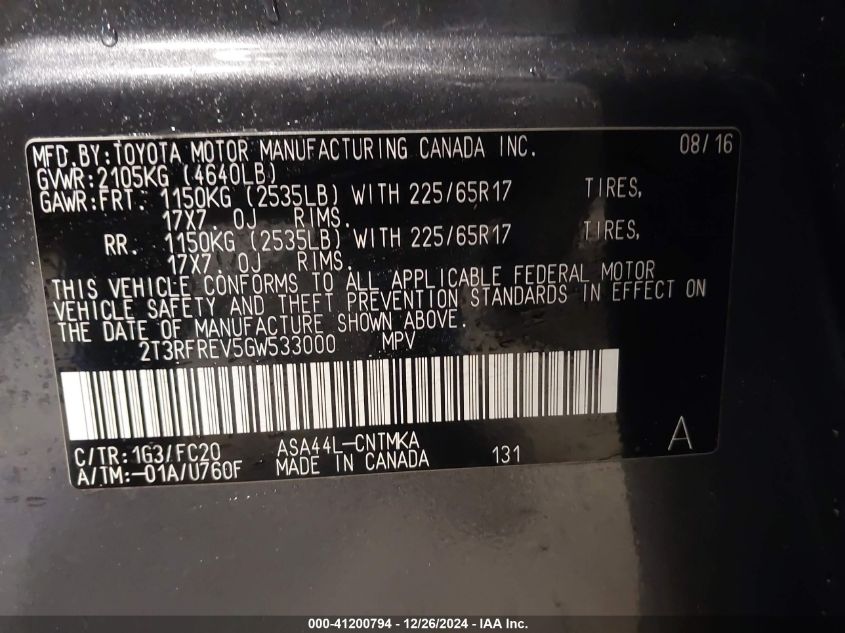 MFD.BY:TOYOTA MOTOR MANUFACTURING CANADA INC. 08/16
GVWR:2105KG (4640LB)
GAWR:FRT. 1150KG (2535LB) WITH 225/65R17 TIRES,
17X7.0J RIMS.
RR. 1150KG (2535LB) WITH 225/65R17 TIRES,
17X7.0J RIMS.
THIS VEHICLE CONFORMS TO ALL APPLICABLE FEDERAL MOTOR
VEHICLE SAFETY AND THEFT PREVENTION STANDARDS IN EFFECT ON
THE DATE OF MANUFACTURE SHOWN ABOVE.
2T3RFREV5GW533000 MPV
C/TR:1G3/FC20 ASA44L-CNTMKA A
A/TM:-01A/U760F MADE IN CANADA 131
000-41200794 - 12/26/2024 - IAA Inc.